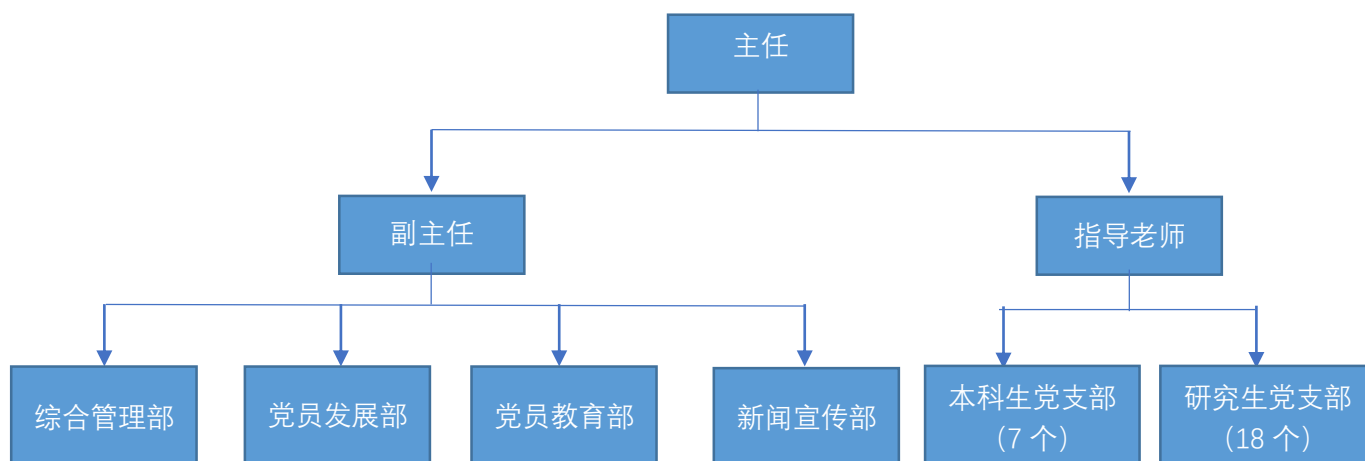 主任
副主任
指导老师
综合管理部
党员发展部
党员教育部
新闻宣传部
本科生党支部
（7 个）
研究生党支部
（18 个）